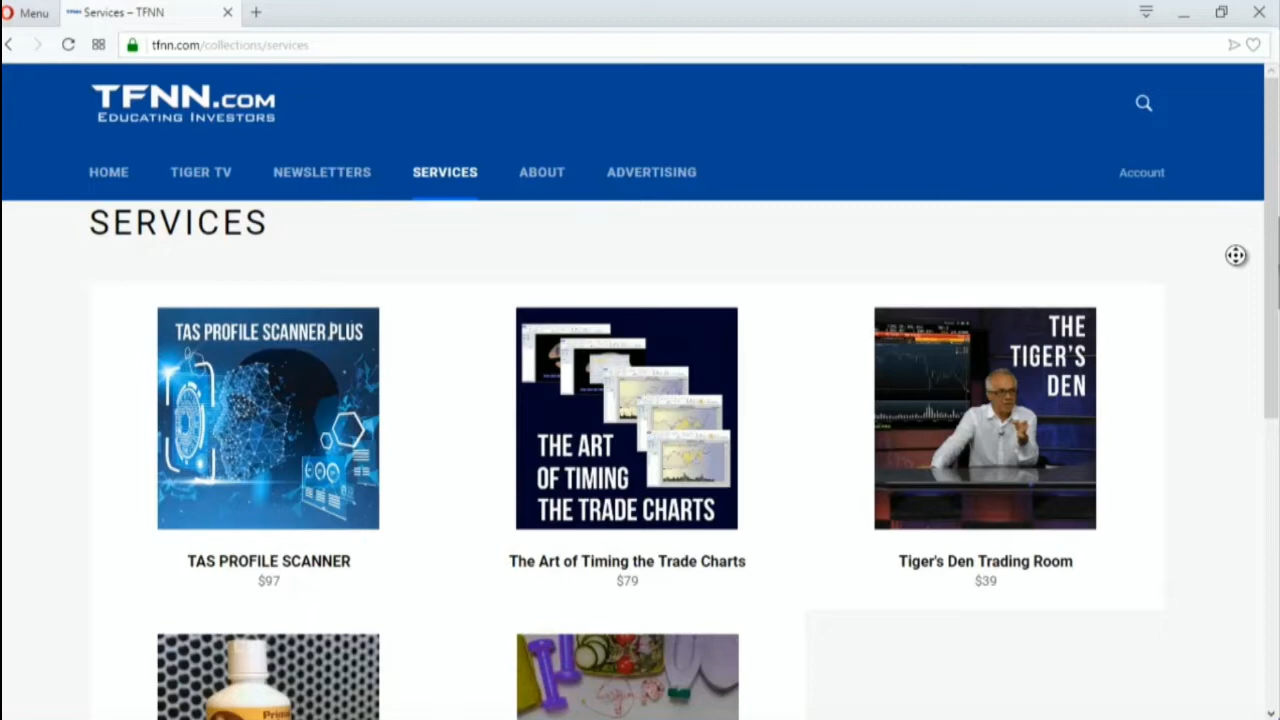 Menu
Services – TFNN
tfnn.com/collections/services
TFNN.COM
EDUCATING INVESTORS
HOME TIGER TV NEWSLETTERS SERVICES ABOUT ADVERTISING Account
SERVICES
TAS PROFILE SCANNER PLUS
THE ART
OF TIMING
THE TRADE CHARTS
THE
TIGER'S
DEN
TAS PROFILE SCANNER
$97
The Art of Timing the Trade Charts
$79
Tiger's Den Trading Room
$39